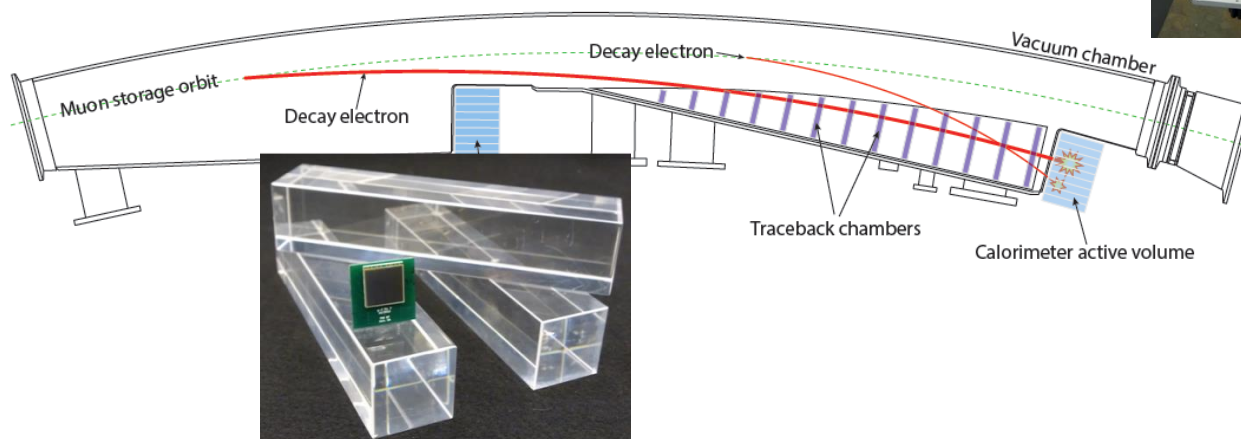 Decay electron
Vacuum chamber
Muon storage orbit
Decay electron
Traceback chambers
Calorimeter active volume